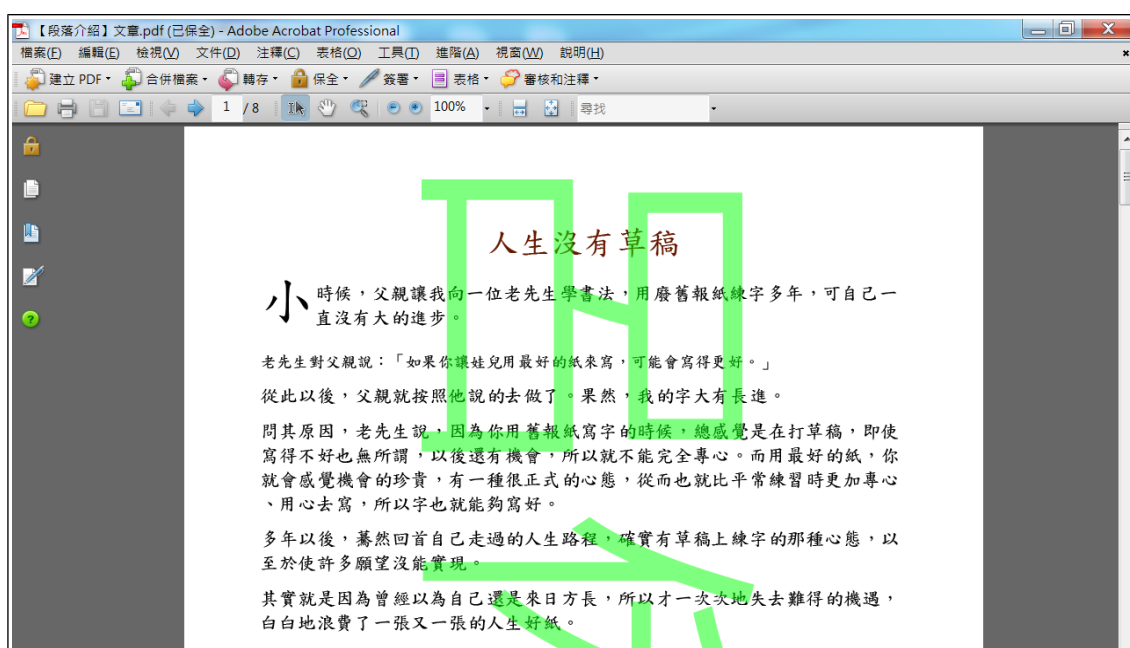 【段落介紹】文章.pdf (已保全) - Adobe Acrobat Professional
檔案(F) 編輯(E) 檢視(V) 文件(D) 注釋(C) 表格(O) 工具(T) 進階(A) 視窗(W) 說明(H)
建立 PDF 合併檔案 轉存 保全 簽署 表格 審核和注釋
1 / 8 100% 尋找
人生沒有草稿
小時候，父親讓我向一位老先生學書法，用廢舊報紙練字多年，可自己一
直沒有大的進步。
老先生對父親說：「如果你讓娃兒用最好的紙來寫，可能會寫得更好。」
從此以後，父親就按照他說的去做了。果然，我的字大有長進。
問其原因，老先生說，因為你用舊報紙寫字的時候，總感覺是在打草稿，即使
寫得不好也無所謂，以後還有機會，所以就不能完全專心。而用最好的紙，你
就會感覺機會的珍貴，有一種很正式的心態，從而也就比平常練習時更加專心
、用心去寫，所以字也就能夠寫好。
多年以後，驀然回首自己走過的人生路程，確實有草稿上練字的那種心態，以
至於使許多願望沒能實現。
其實就是因為曾經以為自己還是來日方長，所以才一次次地失去難得的機遇，
白白地浪費了一張又一張的人生好紙。